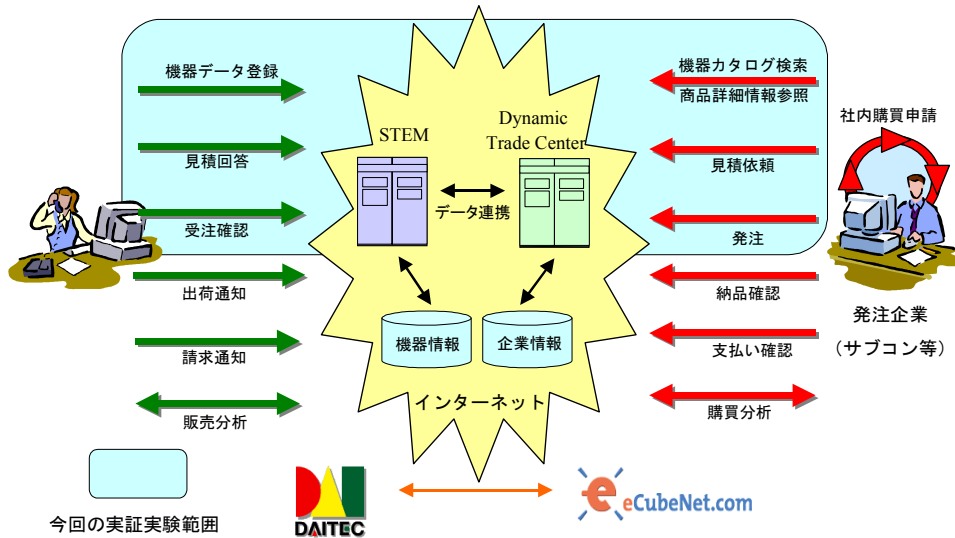 機器データ登録
見積回答
受注確認
出荷通知
請求通知
販売分析
STEM
Dynamic
Trade Center
データ連携
機器情報
企業情報
インターネット
機器カタログ検索
商品詳細情報参照
見積依頼
発注
納品確認
支払い確認
購買分析
社内購買申請
発注企業
（サブコン等）
今回の実証実験範囲
DAITEC
e eCubeNet.com